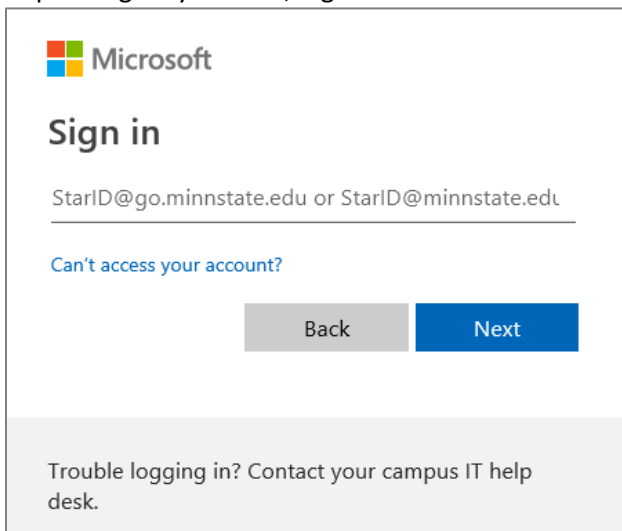 Microsoft
Sign in
StarID@go.minnstate.edu or StarID@minnstate.edu
Can't access your account?
Back Next
Trouble logging in? Contact your campus IT help
desk.